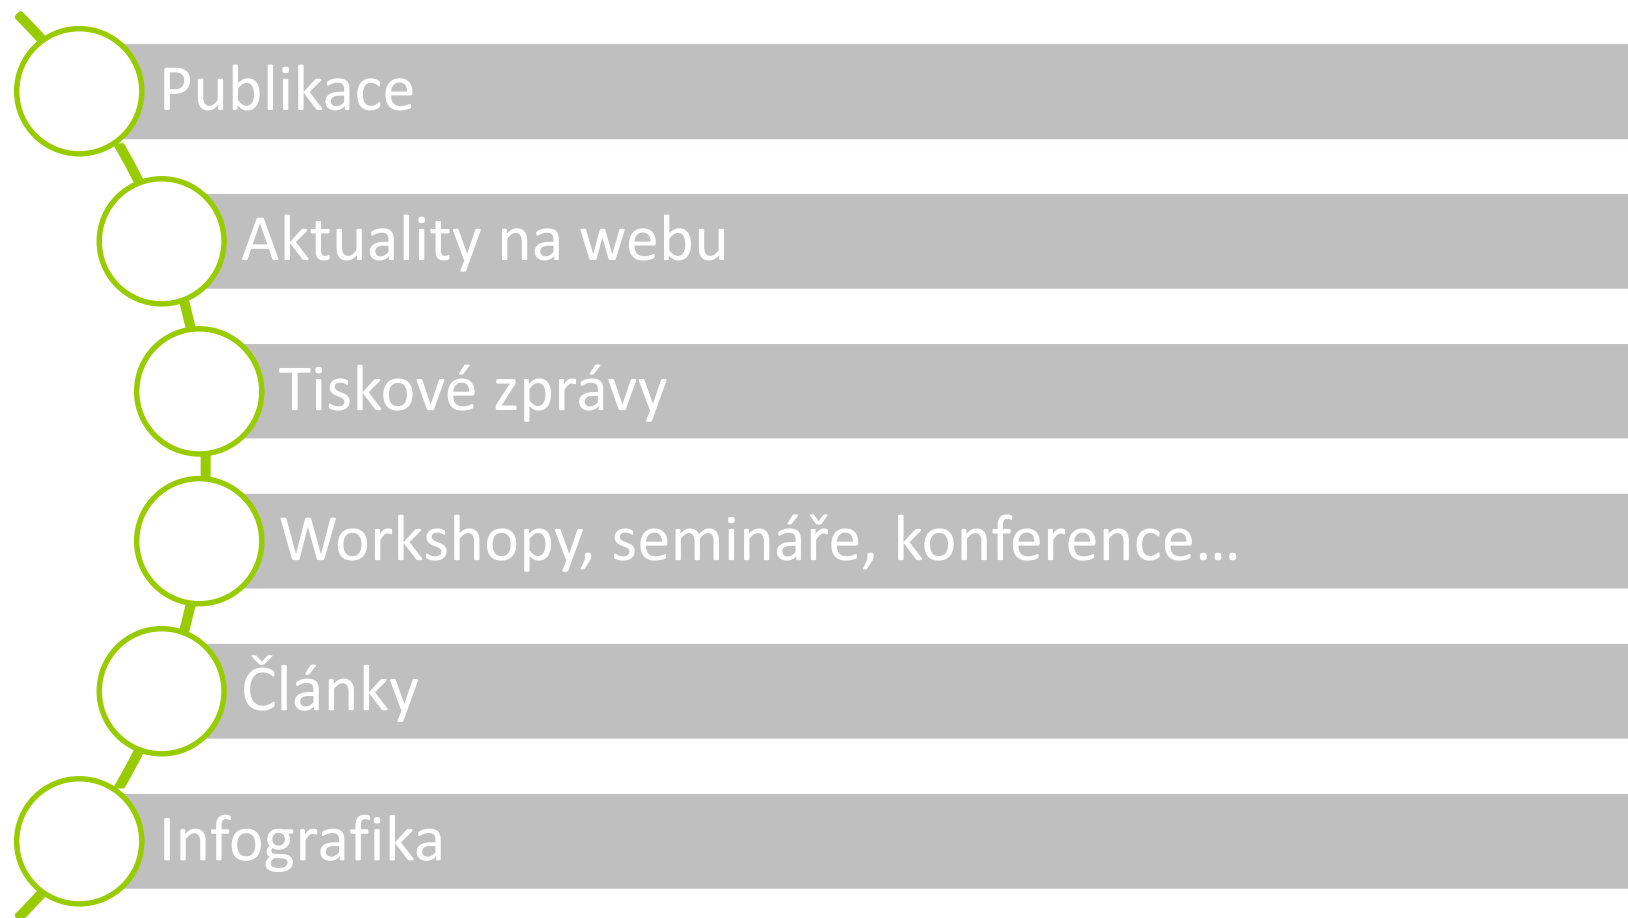 Publikace
Aktuality na webu
Tiskové zprávy
Workshopy, semináře, konference…
Články
Infografika